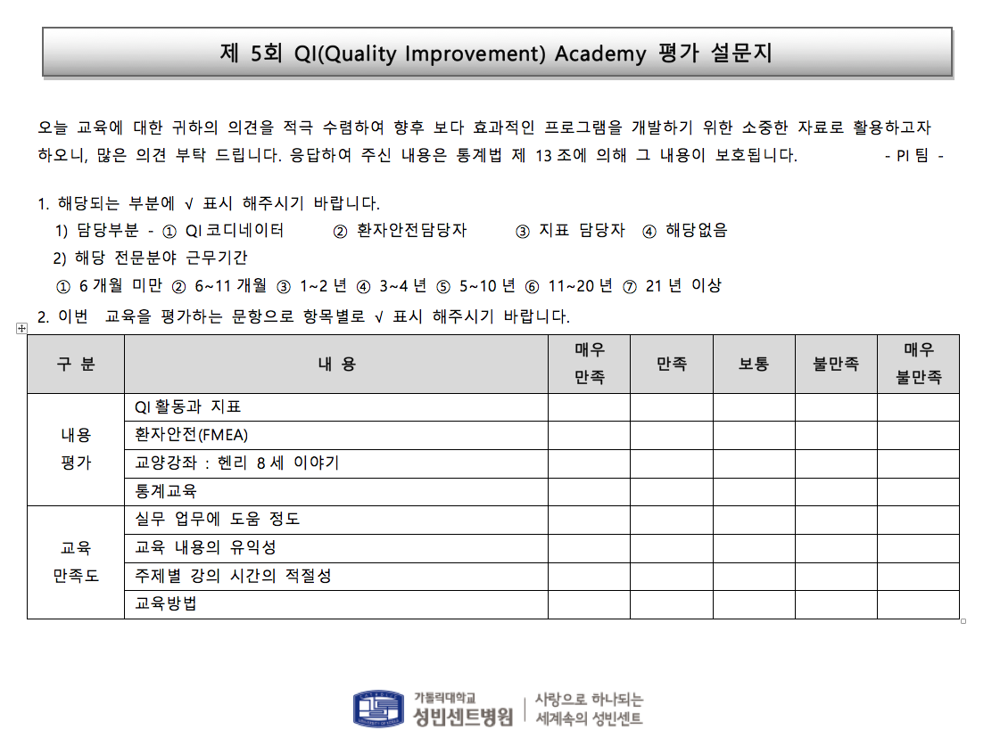 제 5회 QI(Quality Improvement) Academy 평가 설문지
오늘 교육에 대한 귀하의 의견을 적극 수렴하여 향후 보다 효과적인 프로그램을 개발하기 위한 소중한 자료로 활용하고자
하오니, 많은 의견 부탁 드립니다. 응답하여 주신 내용은 통계법 제 13조에 의해 그 내용이 보호됩니다. - PI팀 -
1. 해당되는 부분에 √ 표시 해주시기 바랍니다.
1) 담당부분 - ① QI코디네이터 ② 환자안전담당자 ③ 지표 담당자 ④ 해당없음
2) 해당 전문분야 근무기간
① 6개월 미만 ② 6~11개월 ③ 1~2년 ④ 3~4년 ⑤ 5~10년 ⑥ 11~20년 ⑦ 21년 이상
2. 이번 교육을 평가하는 문항으로 항목별로 √ 표시 해주시기 바랍니다.
구 분 내 용 매우 만족 만족 보통 불만족 매우 불만족
내용 평가
QI활동과 지표
환자안전(FMEA)
교양강좌 : 헨리 8세 이야기
통계교육
교육 만족도
실무 업무에 도움 정도
교육 내용의 유익성
주제별 강의 시간의 적절성
교육방법
가톨릭대학교
성빈센트병원
사랑으로 하나되는
세계속의 성빈센트